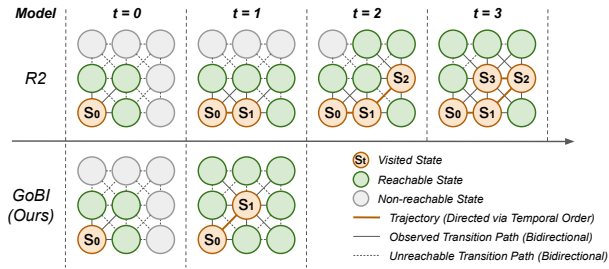 Model t = 0 t = 1 t = 2 t = 3
R2
S0 S0 S1 S0 S1 S2 S0 S1 S3 S2
GoBI
(Ours)
S0 S0 S1
St Visited State
Reachable State
Non-reachable State
Trajectory (Directed via Temporal Order)
Observed Transition Path (Bidirectional)
Unreachable Transition Path (Bidirectional)